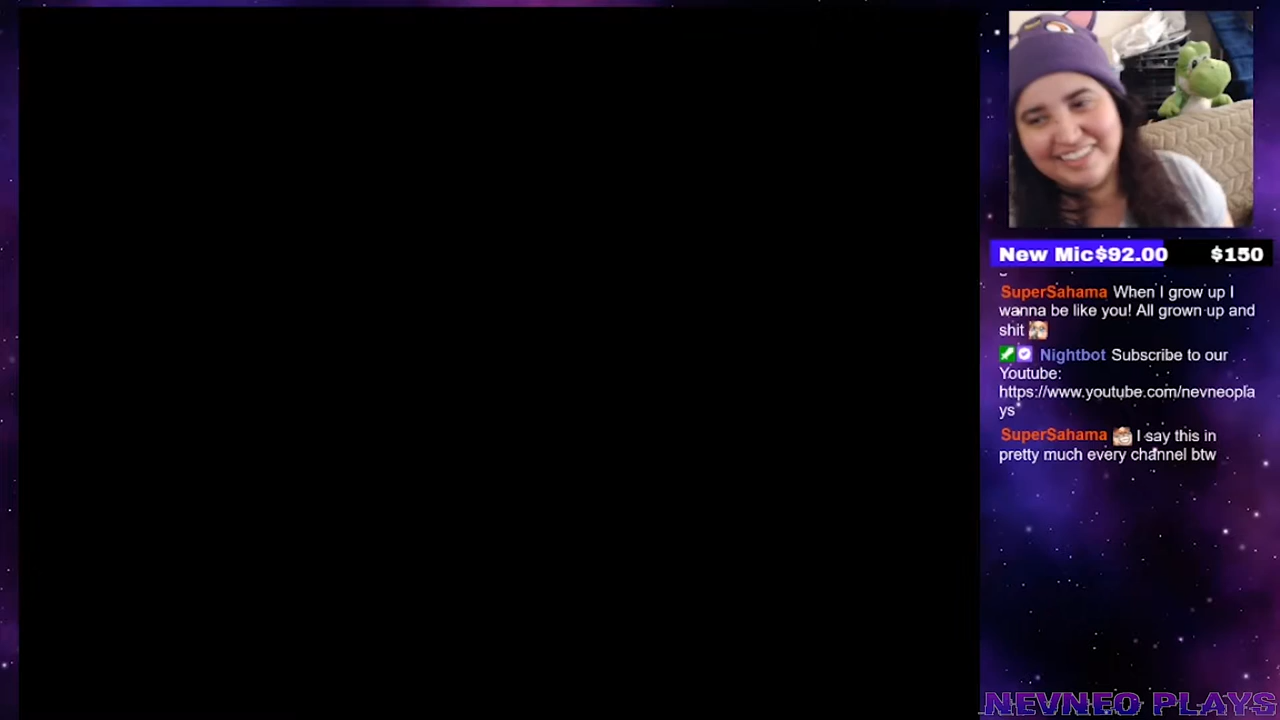 New Mic$92.00 $150
SuperSahama When I grow up I
wanna be like you! All grown up and
shit
Nightbot Subscribe to our
Youtube:
https://www.youtube.com/nevneopla
ys
SuperSahama I say this in
pretty much every channel btw
NEVNEO PLAYS